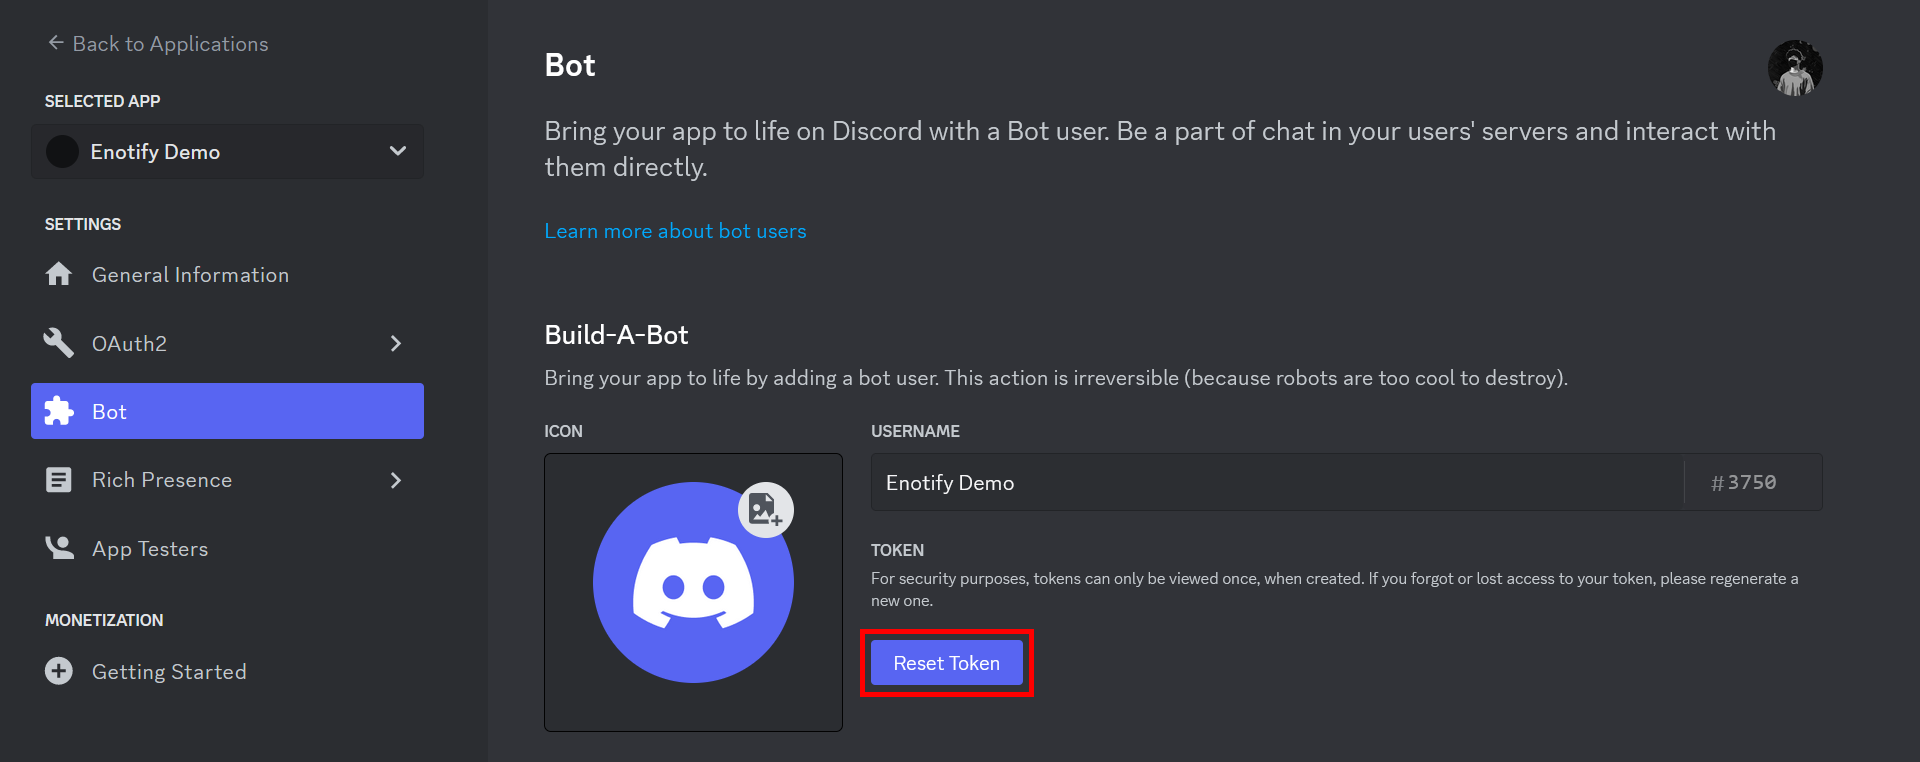 Back to Applications
SELECTED APP
Enotify Demo
SETTINGS
General Information
OAuth2
Bot
Rich Presence
App Testers
MONETIZATION
Getting Started
Bot
Bring your app to life on Discord with a Bot user. Be a part of chat in your users' servers and interact with
them directly.
Learn more about bot users
Build-A-Bot
Bring your app to life by adding a bot user. This action is irreversible (because robots are too cool to destroy).
ICON
USERNAME
Enotify Demo #3750
TOKEN
For security purposes, tokens can only be viewed once, when created. If you forgot or lost access to your token, please regenerate a
new one.
Reset Token